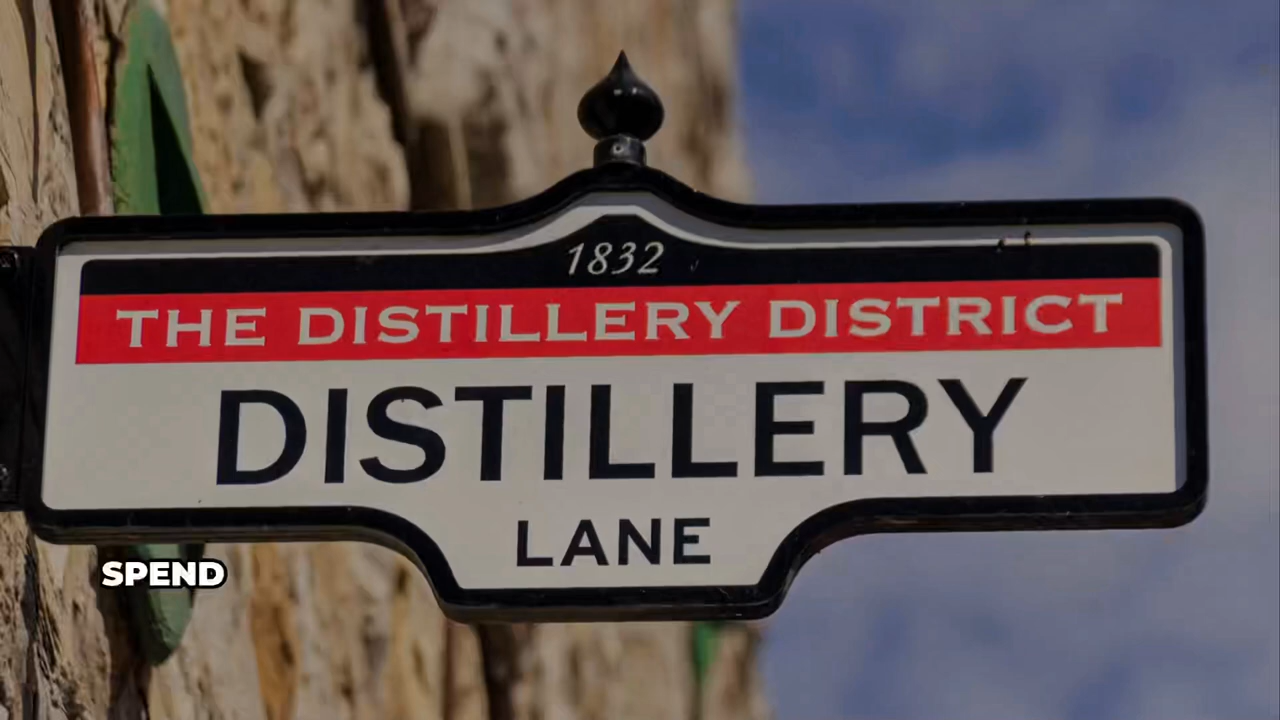 1832
THE DISTILLERY DISTRICT
DISTILLERY
LANE
SPEND